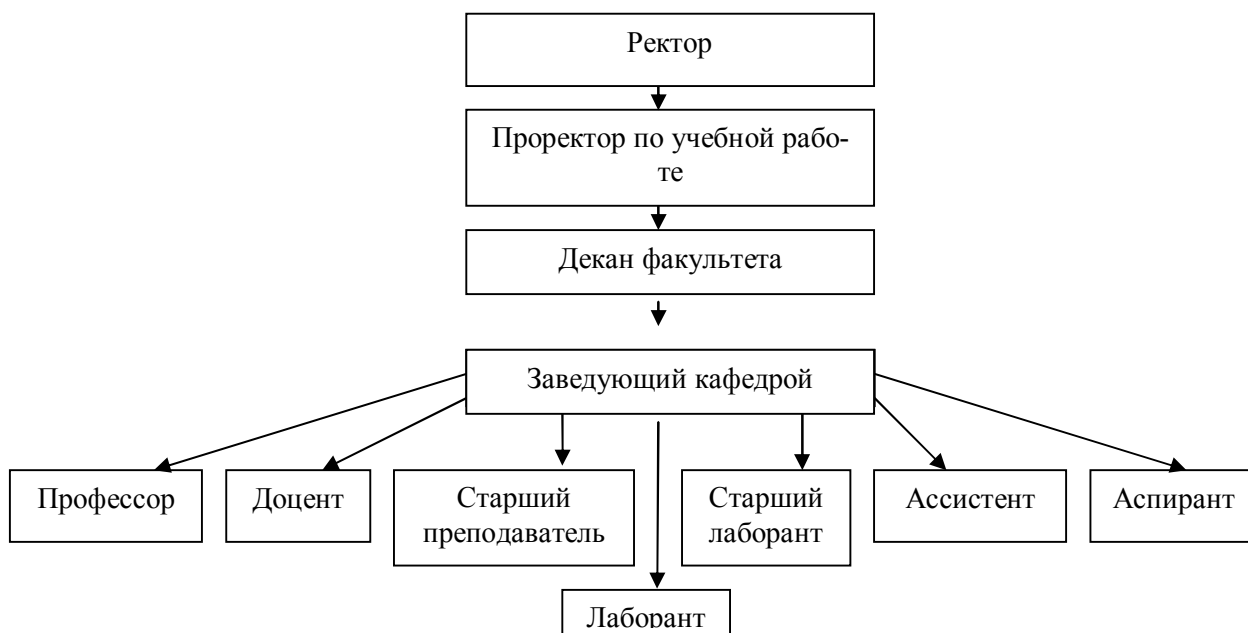 Ректор
Проректор по учебной рабо-
те
Декан факультета
Заведующий кафедрой
Профессор
Доцент
Старший
преподаватель
Старший
лаборант
Ассистент
Аспирант
Лаборант